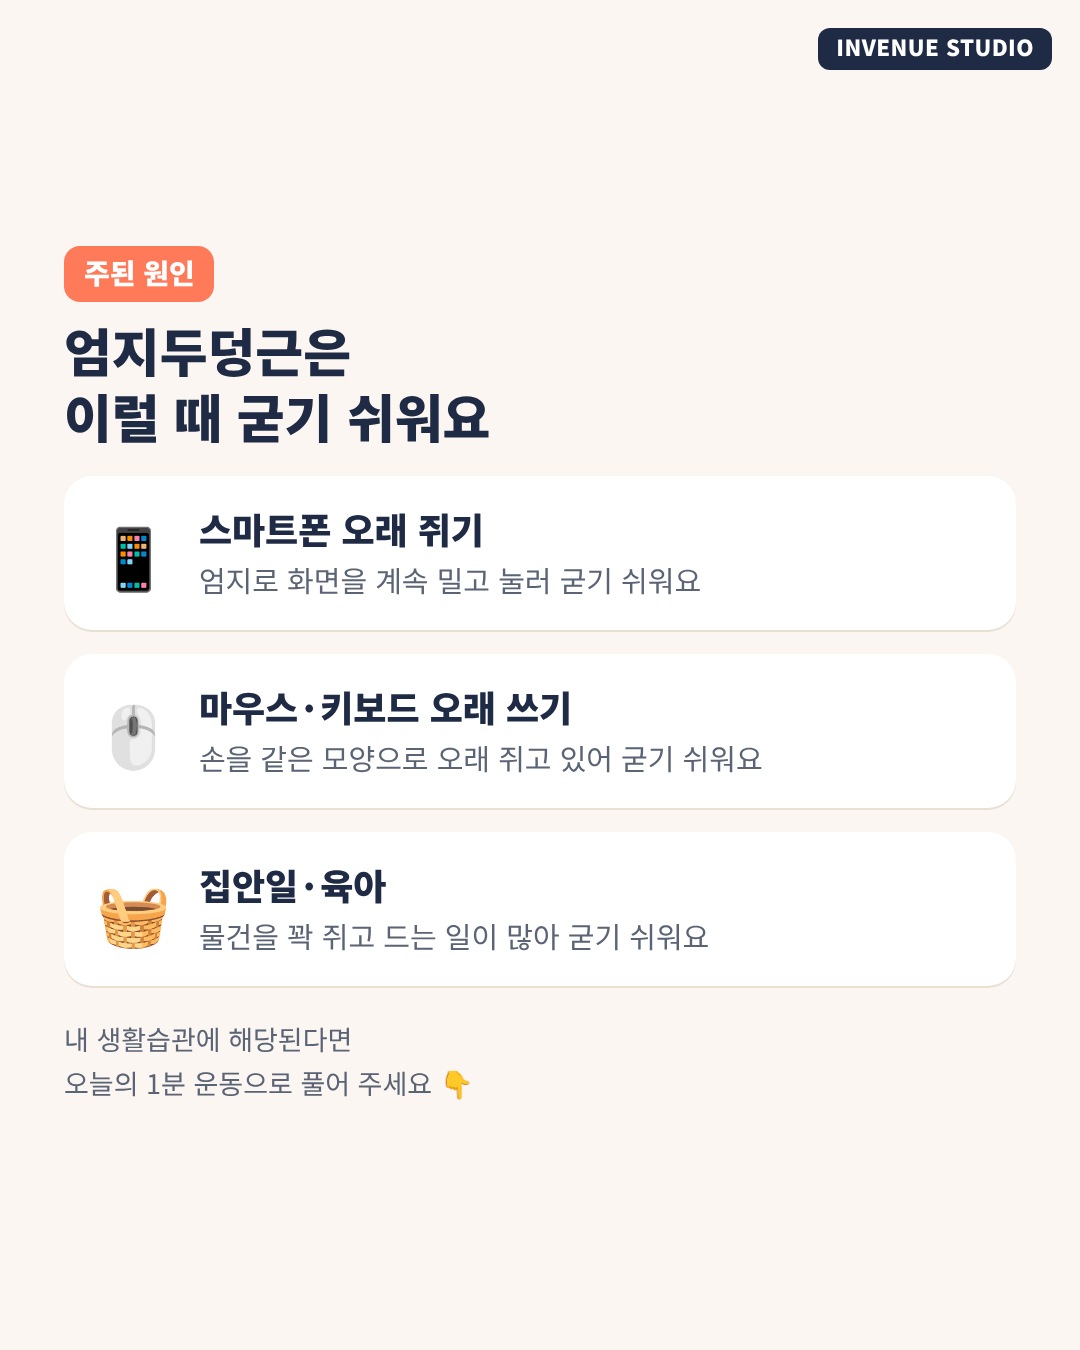 INVENUE STUDIO
주된 원인
엄지두덩근은
이럴 때 굳기 쉬워요
스마트폰 오래 쥐기
엄지로 화면을 계속 밀고 눌러 굳기 쉬워요
마우스·키보드 오래 쓰기
손을 같은 모양으로 오래 쥐고 있어 굳기 쉬워요
집안일·육아
물건을 꽉 쥐고 드는 일이 많아 굳기 쉬워요
내 생활습관에 해당된다면
오늘의 1분 운동으로 풀어 주세요 👇